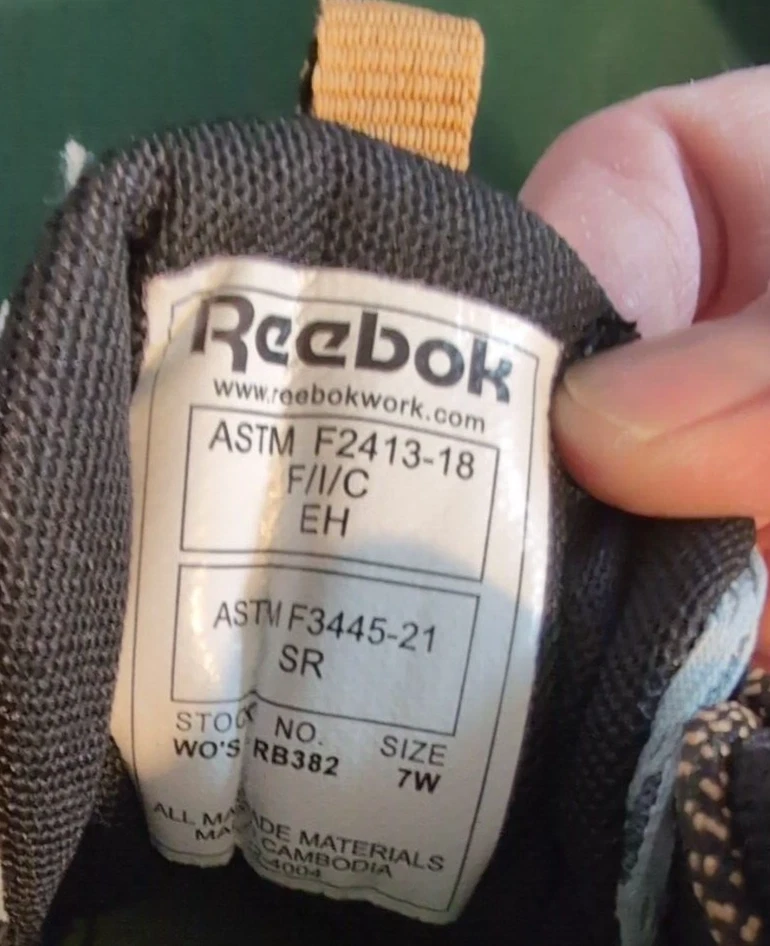 Reebok
www.reebokwork.com
ASTM F2413-18
F/I/C
EH
ASTM F3445-21
SR
STOCK NO. SIZE
WO'S RB382 7W
ALL MADE MATERIALS
CAMBODIA